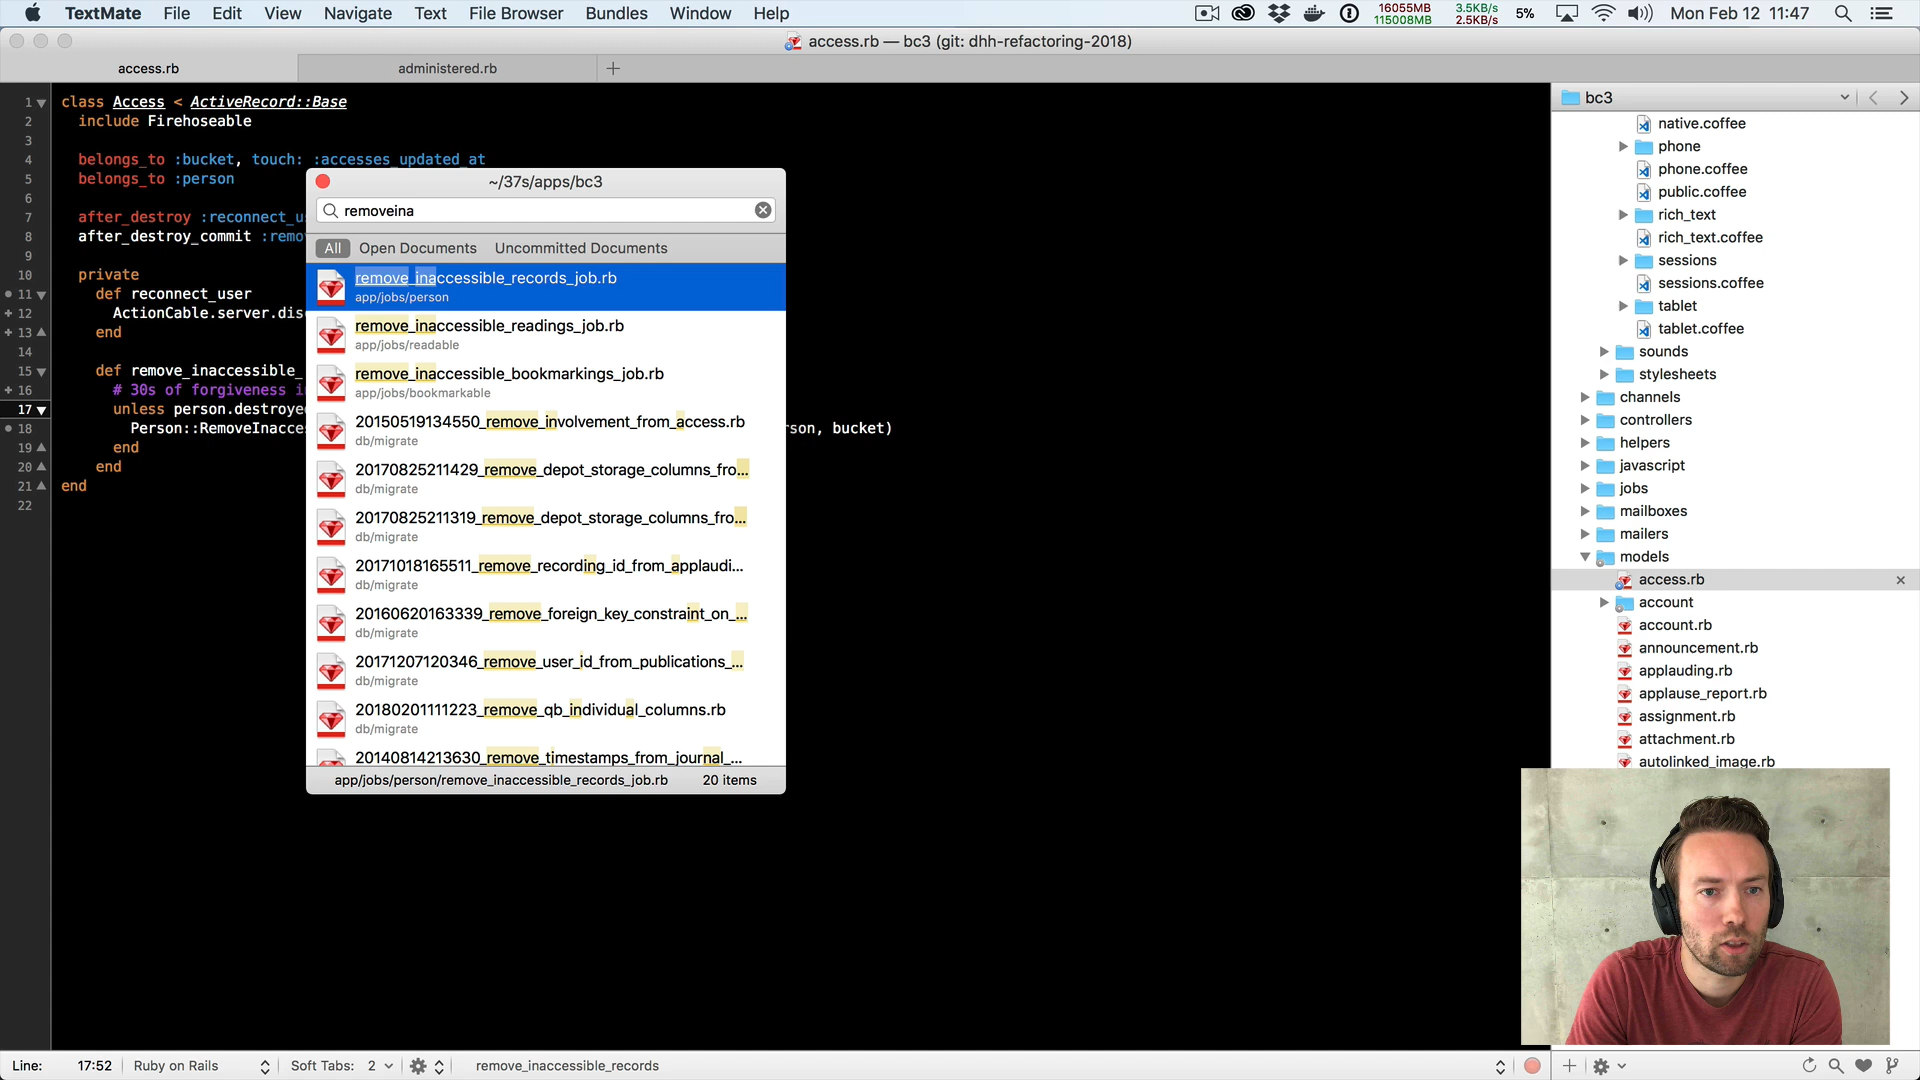 TextMate File Edit View Navigate Text File Browser Bundles Window Help
16055MB 115008MB 3.5KB/s 2.5KB/s 5% Mon Feb 12 11:47
access.rb — bc3 (git: dhh-refactoring-2018)
access.rb
administered.rb
1 class Access < ActiveRecord::Base
2 include Firehoseable
3
4 belongs_to :bucket, touch: :accesses_updated_at
5 belongs_to :person
6
7 after_destroy :reconnect_u
8 after_destroy_commit :remo
9
10 private
11 def reconnect_user
12 ActionCable.server.dis
13 end
14
15 def remove_inaccessible_
16 # 30s of forgiveness i
17 unless person.destroye
18 Person::RemoveInacce rson, bucket)
19 end
20 end
21 end
22
~/37s/apps/bc3
removeina
All Open Documents Uncommitted Documents
remove_inaccessible_records_job.rb
app/jobs/person
remove_inaccessible_readings_job.rb
app/jobs/readable
remove_inaccessible_bookmarkings_job.rb
app/jobs/bookmarkable
20150519134550_remove_involvement_from_access.rb
db/migrate
20170825211429_remove_depot_storage_columns_fro...
db/migrate
20170825211319_remove_depot_storage_columns_fro...
db/migrate
20171018165511_remove_recording_id_from_applaudi...
db/migrate
20160620163339_remove_foreign_key_constraint_on_...
db/migrate
20171207120346_remove_user_id_from_publications_...
db/migrate
20180201111223_remove_qb_individual_columns.rb
db/migrate
20140814213630_remove_timestamps_from_journal_...
app/jobs/person/remove_inaccessible_records_job.rb 20 items
bc3
native.coffee
phone
phone.coffee
public.coffee
rich_text
rich_text.coffee
sessions
sessions.coffee
tablet
tablet.coffee
sounds
stylesheets
channels
controllers
helpers
javascript
jobs
mailboxes
mailers
models
access.rb
account
account.rb
announcement.rb
applauding.rb
applause_report.rb
assignment.rb
attachment.rb
autolinked_image.rb
Line: 17:52 Ruby on Rails Soft Tabs: 2 remove_inaccessible_records